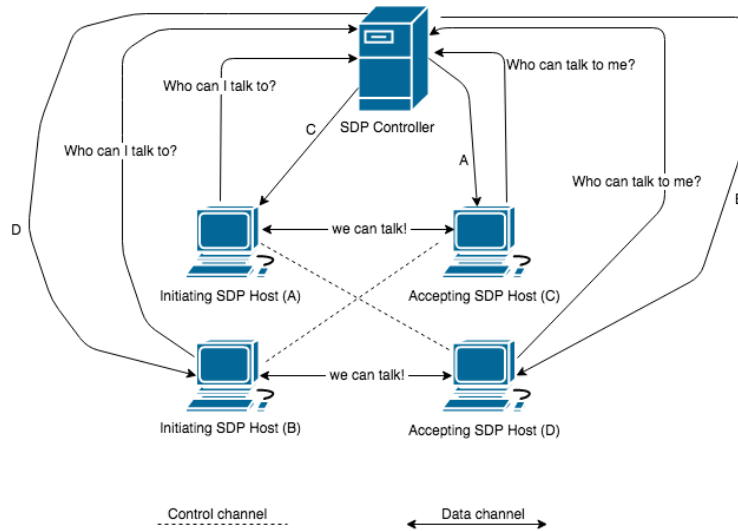 Who can I talk to?
Who can talk to me?
SDP Controller
C
A
Who can I talk to?
Who can talk to me?
D
we can talk!
Initiating SDP Host (A)
Accepting SDP Host (C)
we can talk!
Initiating SDP Host (B)
Accepting SDP Host (D)
Control channel
Data channel